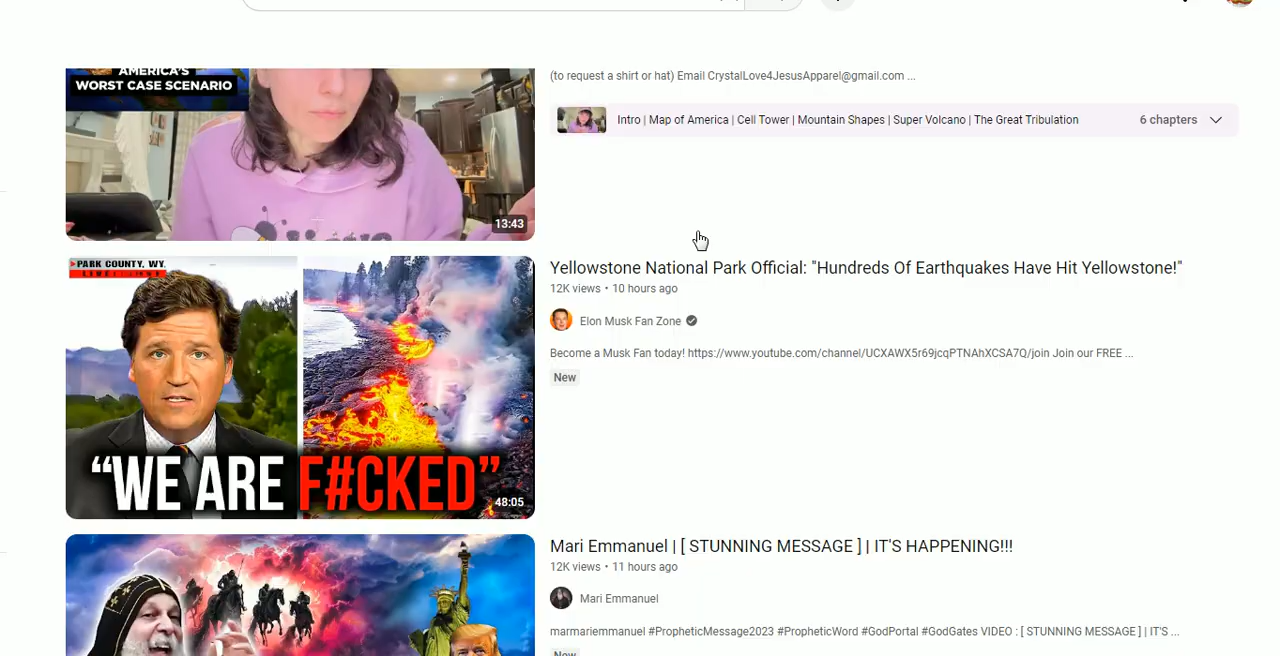 AMERICA'S
WORST CASE SCENARIO
13:43
(to request a shirt or hat) Email CrystalLove4JesusApparel@gmail.com ...
Intro | Map of America | Cell Tower | Mountain Shapes | Super Volcano | The Great Tribulation
6 chapters
PARK COUNTY, WY.
"WE ARE F#CKED"
48:05
Yellowstone National Park Official: "Hundreds Of Earthquakes Have Hit Yellowstone!"
12K views • 10 hours ago
Elon Musk Fan Zone
Become a Musk Fan today! https://www.youtube.com/channel/UCXAWX5r69jcqPTNAhXCSA7Q/join Join our FREE ...
New
Mari Emmanuel | [ STUNNING MESSAGE ] | IT'S HAPPENING!!!
12K views • 11 hours ago
Mari Emmanuel
marmariemmanuel #PropheticMessage2023 #PropheticWord #GodPortal #GodGates VIDEO : [ STUNNING MESSAGE ] | IT'S ...
New